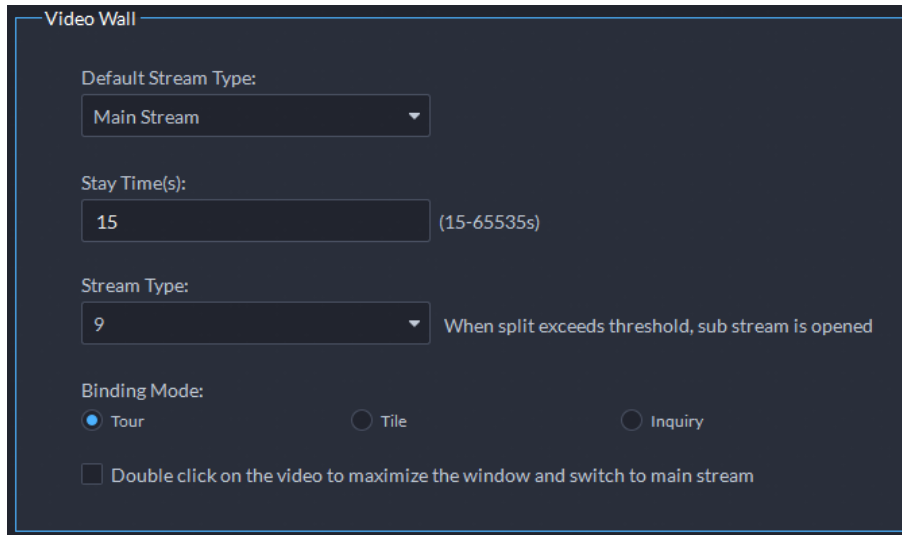 Video Wall
Default Stream Type:
Main Stream
Stay Time(s):
15 (15-65535s)
Stream Type:
9 When split exceeds threshold, sub stream is opened
Binding Mode:
Tour Tile Inquiry
Double click on the video to maximize the window and switch to main stream